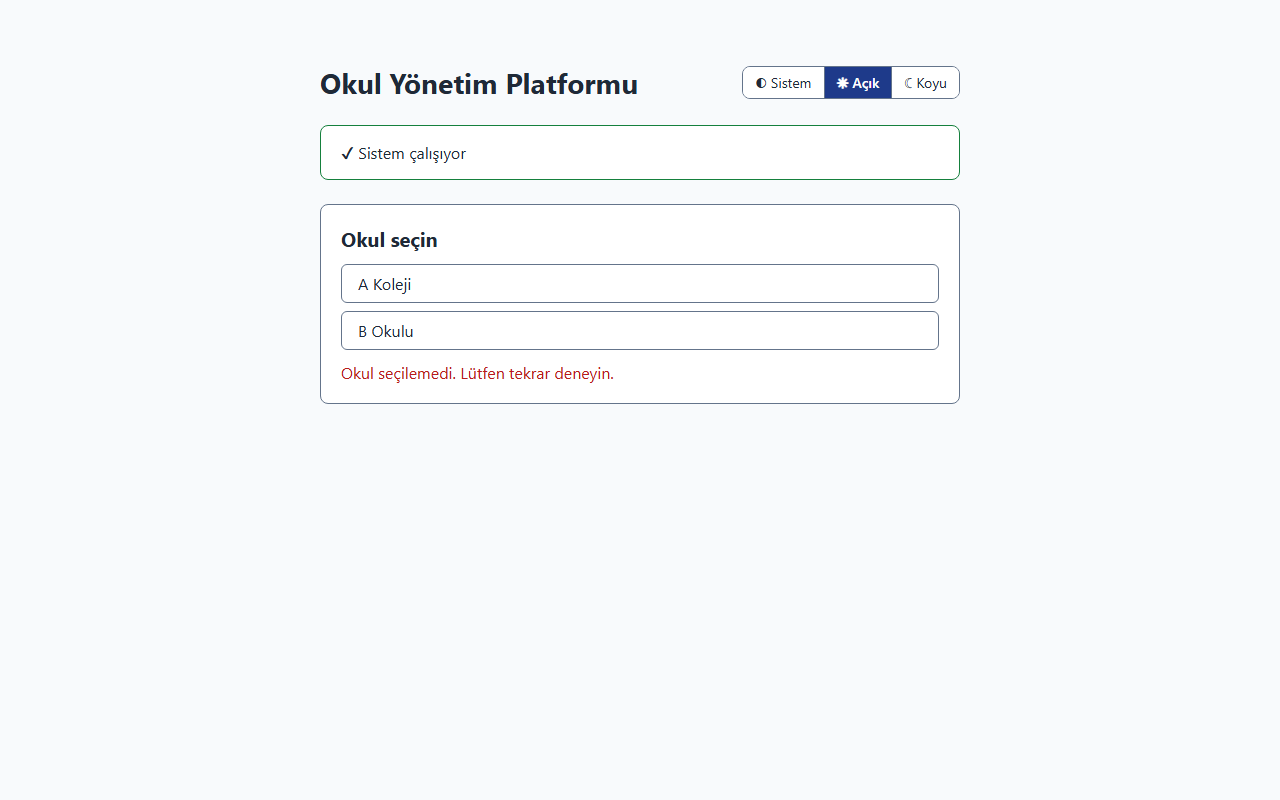 Okul Yönetim Platformu
◐ Sistem
✱ Açık
☾ Koyu
✓ Sistem çalışıyor
Okul seçin
A Koleji
B Okulu
Okul seçilemedi. Lütfen tekrar deneyin.